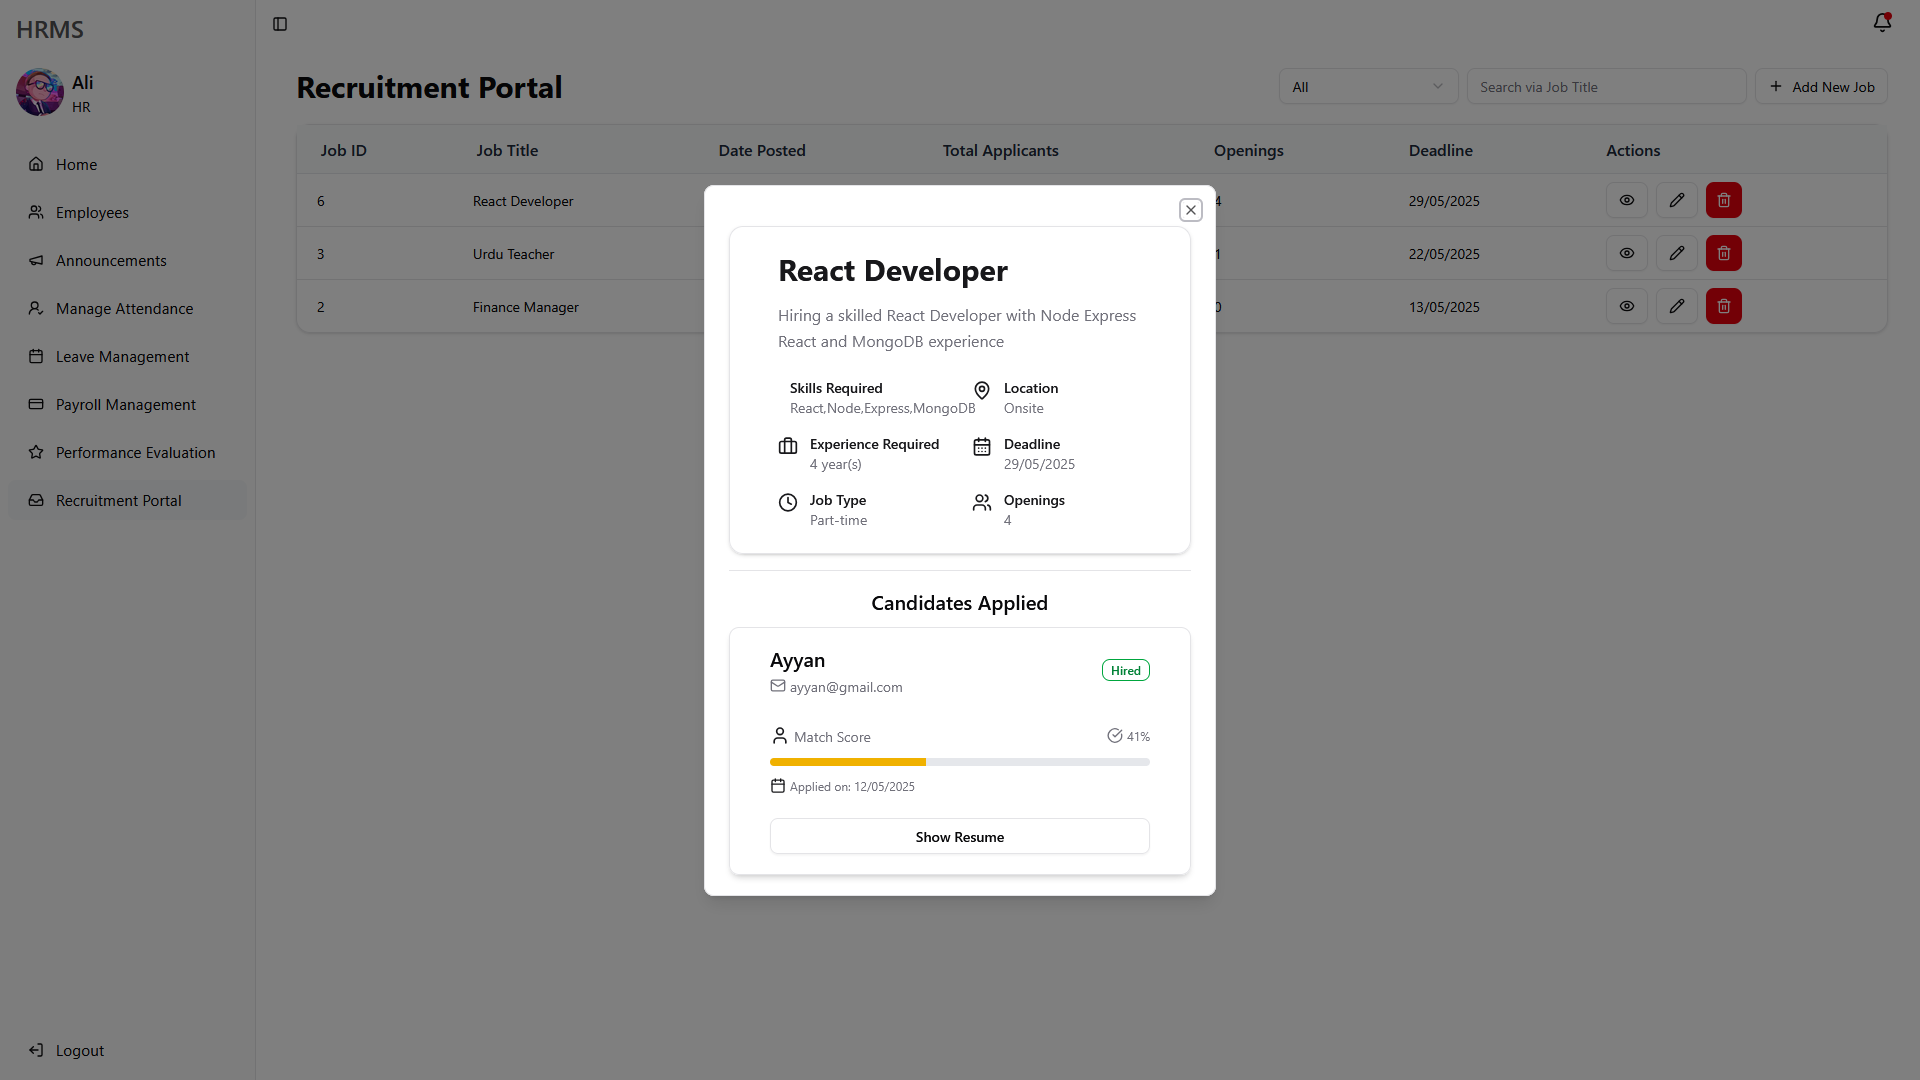 HRMS
Ali
HR
Home
Employees
Announcements
Manage Attendance
Leave Management
Payroll Management
Performance Evaluation
Recruitment Portal
Logout
Recruitment Portal
All
Search via Job Title
Add New Job
Job ID Job Title Date Posted Total Applicants Openings Deadline Actions
6 React Developer 4 29/05/2025
3 Urdu Teacher 1 22/05/2025
2 Finance Manager 0 13/05/2025
React Developer
Hiring a skilled React Developer with Node Express
React and MongoDB experience
Skills Required
React,Node,Express,MongoDB
Location
Onsite
Experience Required
4 year(s)
Deadline
29/05/2025
Job Type
Part-time
Openings
4
Candidates Applied
Ayyan
Hired
ayyan@gmail.com
Match Score
41%
Applied on: 12/05/2025
Show Resume